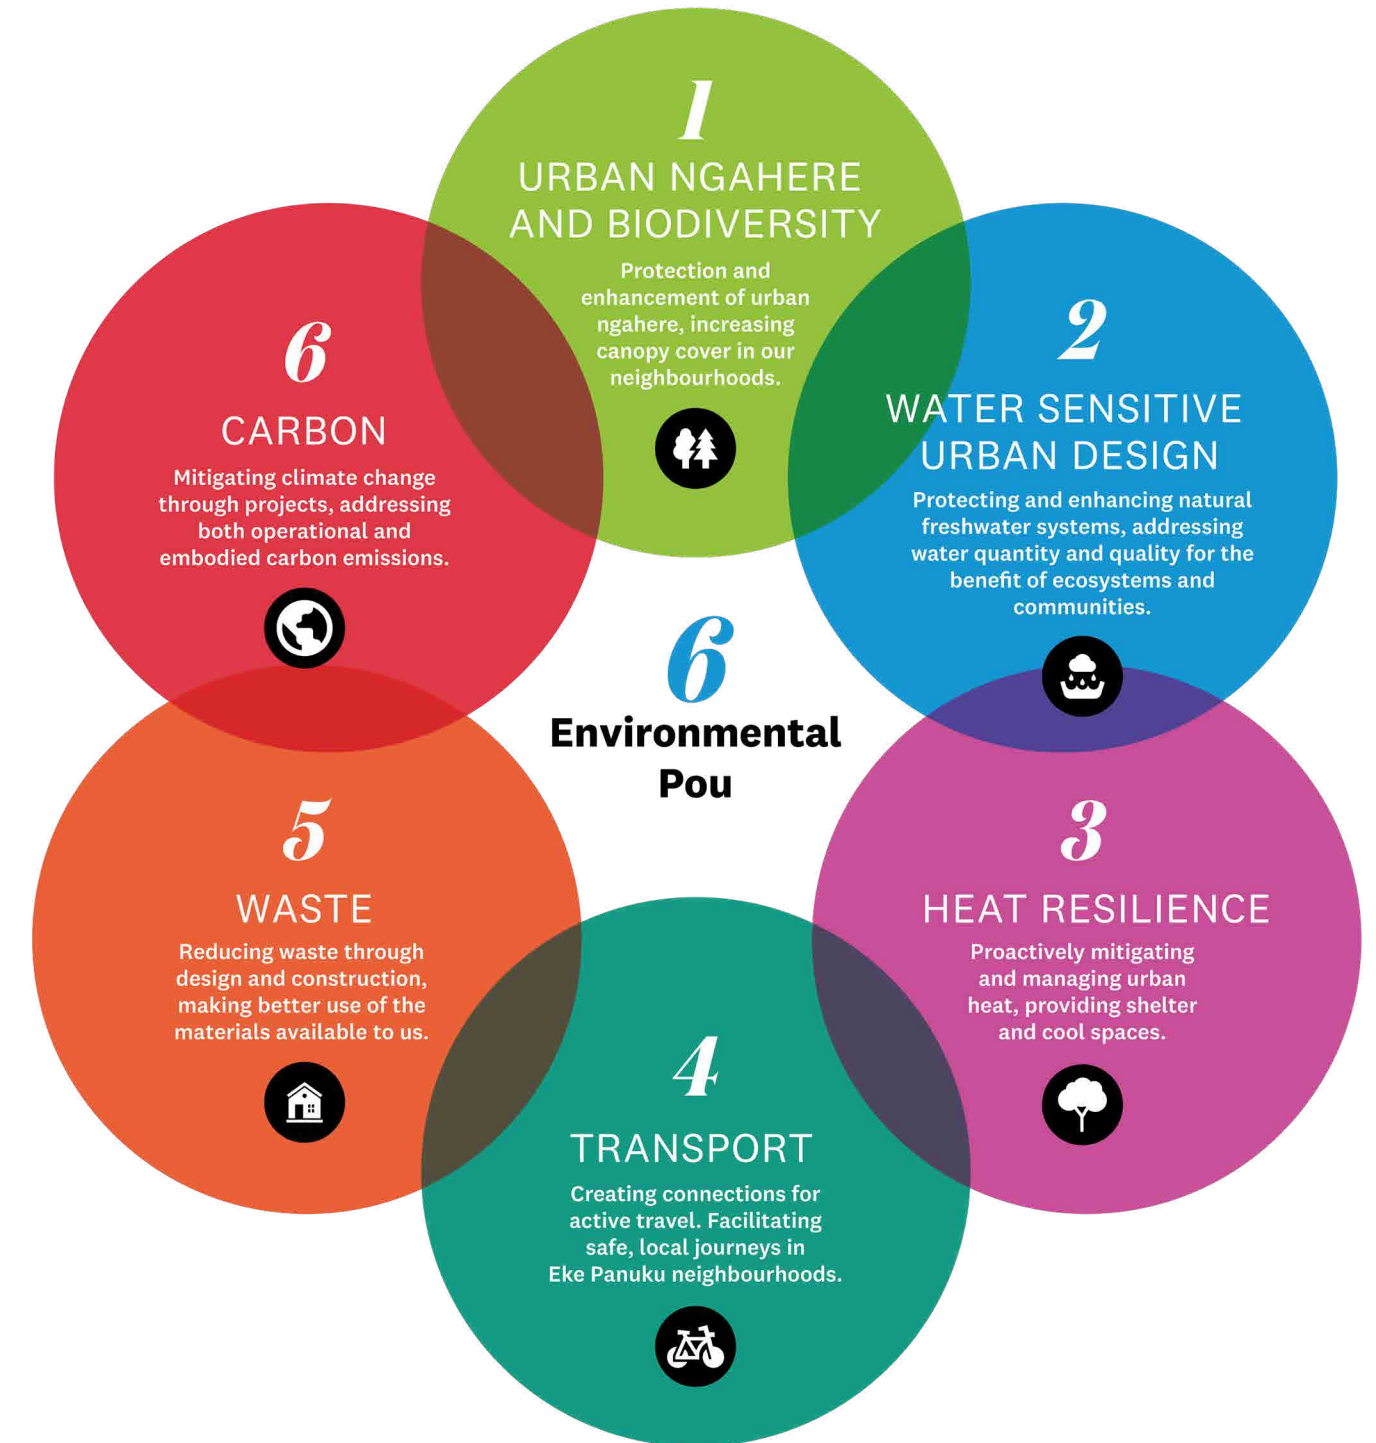 1
URBAN NGAHERE
AND BIODIVERSITY
Protection and
enhancement of urban
ngahere, increasing
canopy cover in our
neighbourhoods.
2
WATER SENSITIVE
URBAN DESIGN
Protecting and enhancing natural
freshwater systems, addressing
water quantity and quality for the
benefit of ecosystems and
communities.
3
HEAT RESILIENCE
Proactively mitigating
and managing urban
heat, providing shelter
and cool spaces.
4
TRANSPORT
Creating connections for
active travel. Facilitating
safe, local journeys in
Eke Panuku neighbourhoods.
5
WASTE
Reducing waste through
design and construction,
making better use of the
materials available to us.
6
CARBON
Mitigating climate change
through projects, addressing
both operational and
embodied carbon emissions.
6
Environmental
Pou